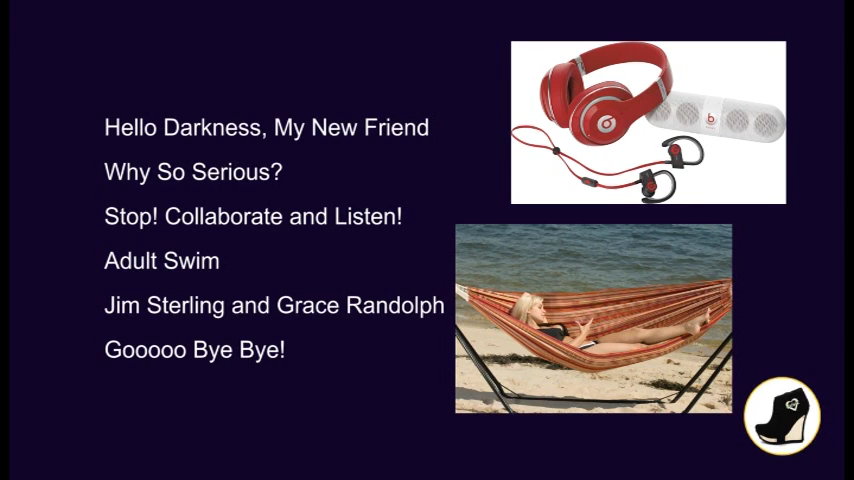 Hello Darkness, My New Friend
Why So Serious?
Stop! Collaborate and Listen!
Adult Swim
Jim Sterling and Grace Randolph
Gooooo Bye Bye!